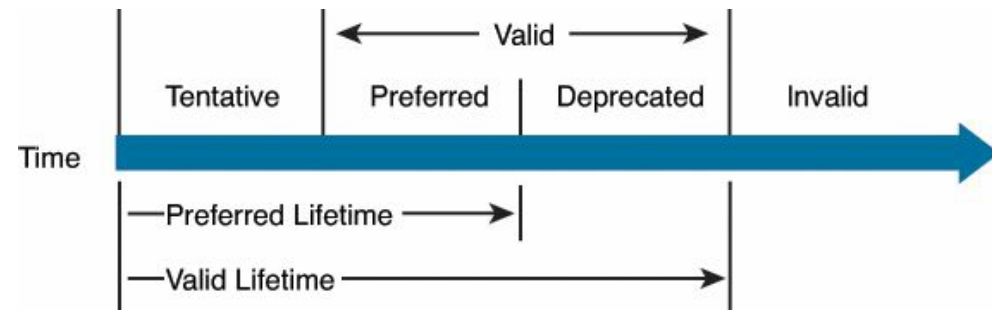 Valid
Tentative Preferred Deprecated Invalid
Time
Preferred Lifetime
Valid Lifetime